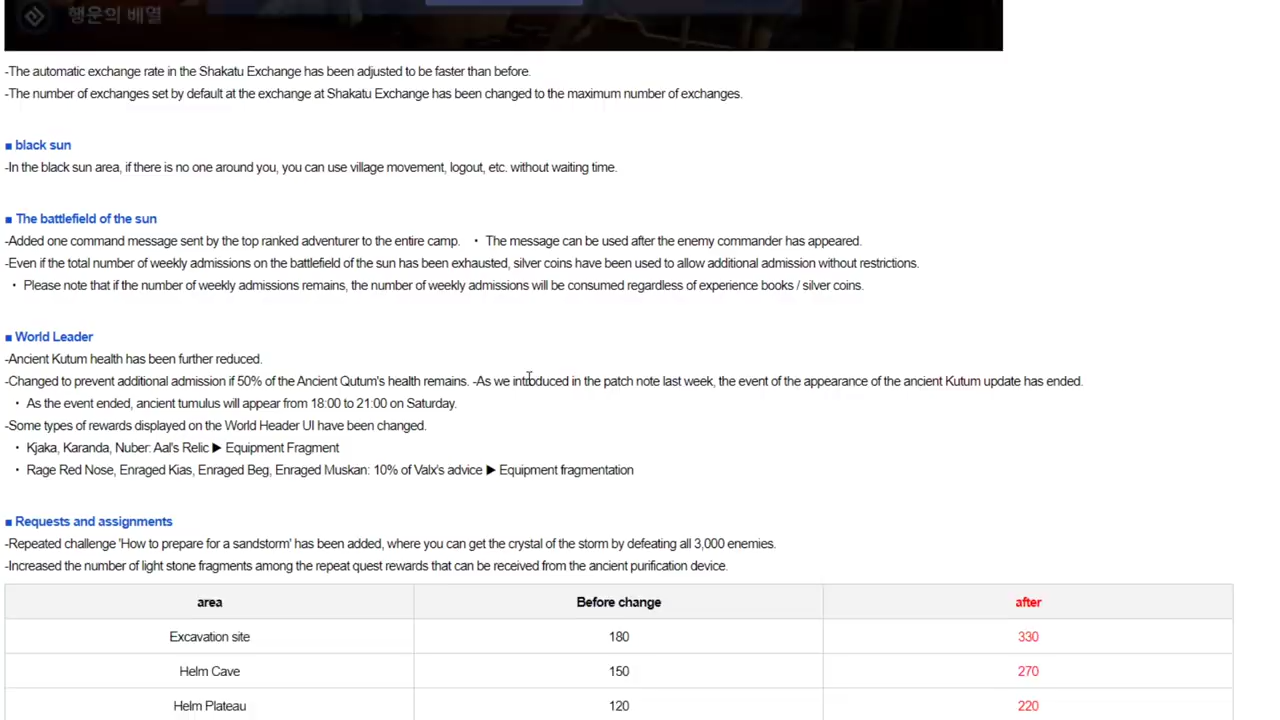 행운의 배열
-The automatic exchange rate in the Shakatu Exchange has been adjusted to be faster than before.
-The number of exchanges set by default at the exchange at Shakatu Exchange has been changed to the maximum number of exchanges.
■ black sun
-In the black sun area, if there is no one around you, you can use village movement, logout, etc. without waiting time.
■ The battlefield of the sun
-Added one command message sent by the top ranked adventurer to the entire camp. • The message can be used after the enemy commander has appeared.
-Even if the total number of weekly admissions on the battlefield of the sun has been exhausted, silver coins have been used to allow additional admission without restrictions.
• Please note that if the number of weekly admissions remains, the number of weekly admissions will be consumed regardless of experience books / silver coins.
■ World Leader
-Ancient Kutum health has been further reduced.
-Changed to prevent additional admission if 50% of the Ancient Qutum's health remains. -As we introduced in the patch note last week, the event of the appearance of the ancient Kutum update has ended.
• As the event ended, ancient tumulus will appear from 18:00 to 21:00 on Saturday.
-Some types of rewards displayed on the World Header UI have been changed.
• Kjaka, Karanda, Nuber: Aal's Relic ▶ Equipment Fragment
• Rage Red Nose, Enraged Kias, Enraged Beg, Enraged Muskan: 10% of Valx's advice ▶ Equipment fragmentation
■ Requests and assignments
-Repeated challenge 'How to prepare for a sandstorm' has been added, where you can get the crystal of the storm by defeating all 3,000 enemies.
-Increased the number of light stone fragments among the repeat quest rewards that can be received from the ancient purification device.
area Before change after
Excavation site 180 330
Helm Cave 150 270
Helm Plateau 120 220